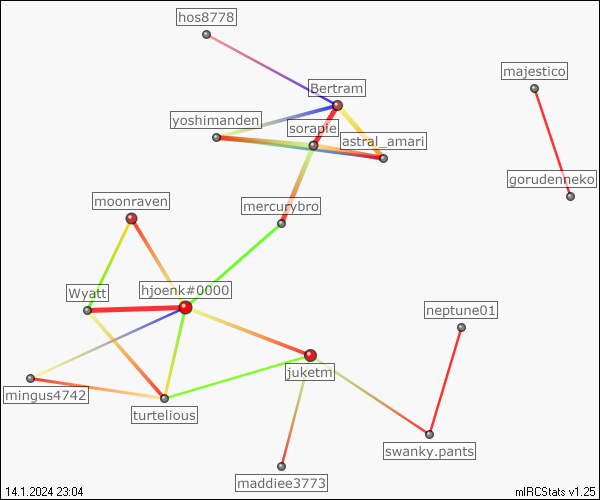 hos8778
majestico
Bertram
yoshimanden
sorapie
astral_amari
gorudenneko
moonraven
mercurybro
Wyatt
hjoenk#0000
neptune01
juketm
mingus4742
turtelious
swanky.pants
maddiee3773
14.1.2024 23:04
mIRCStats v1.25